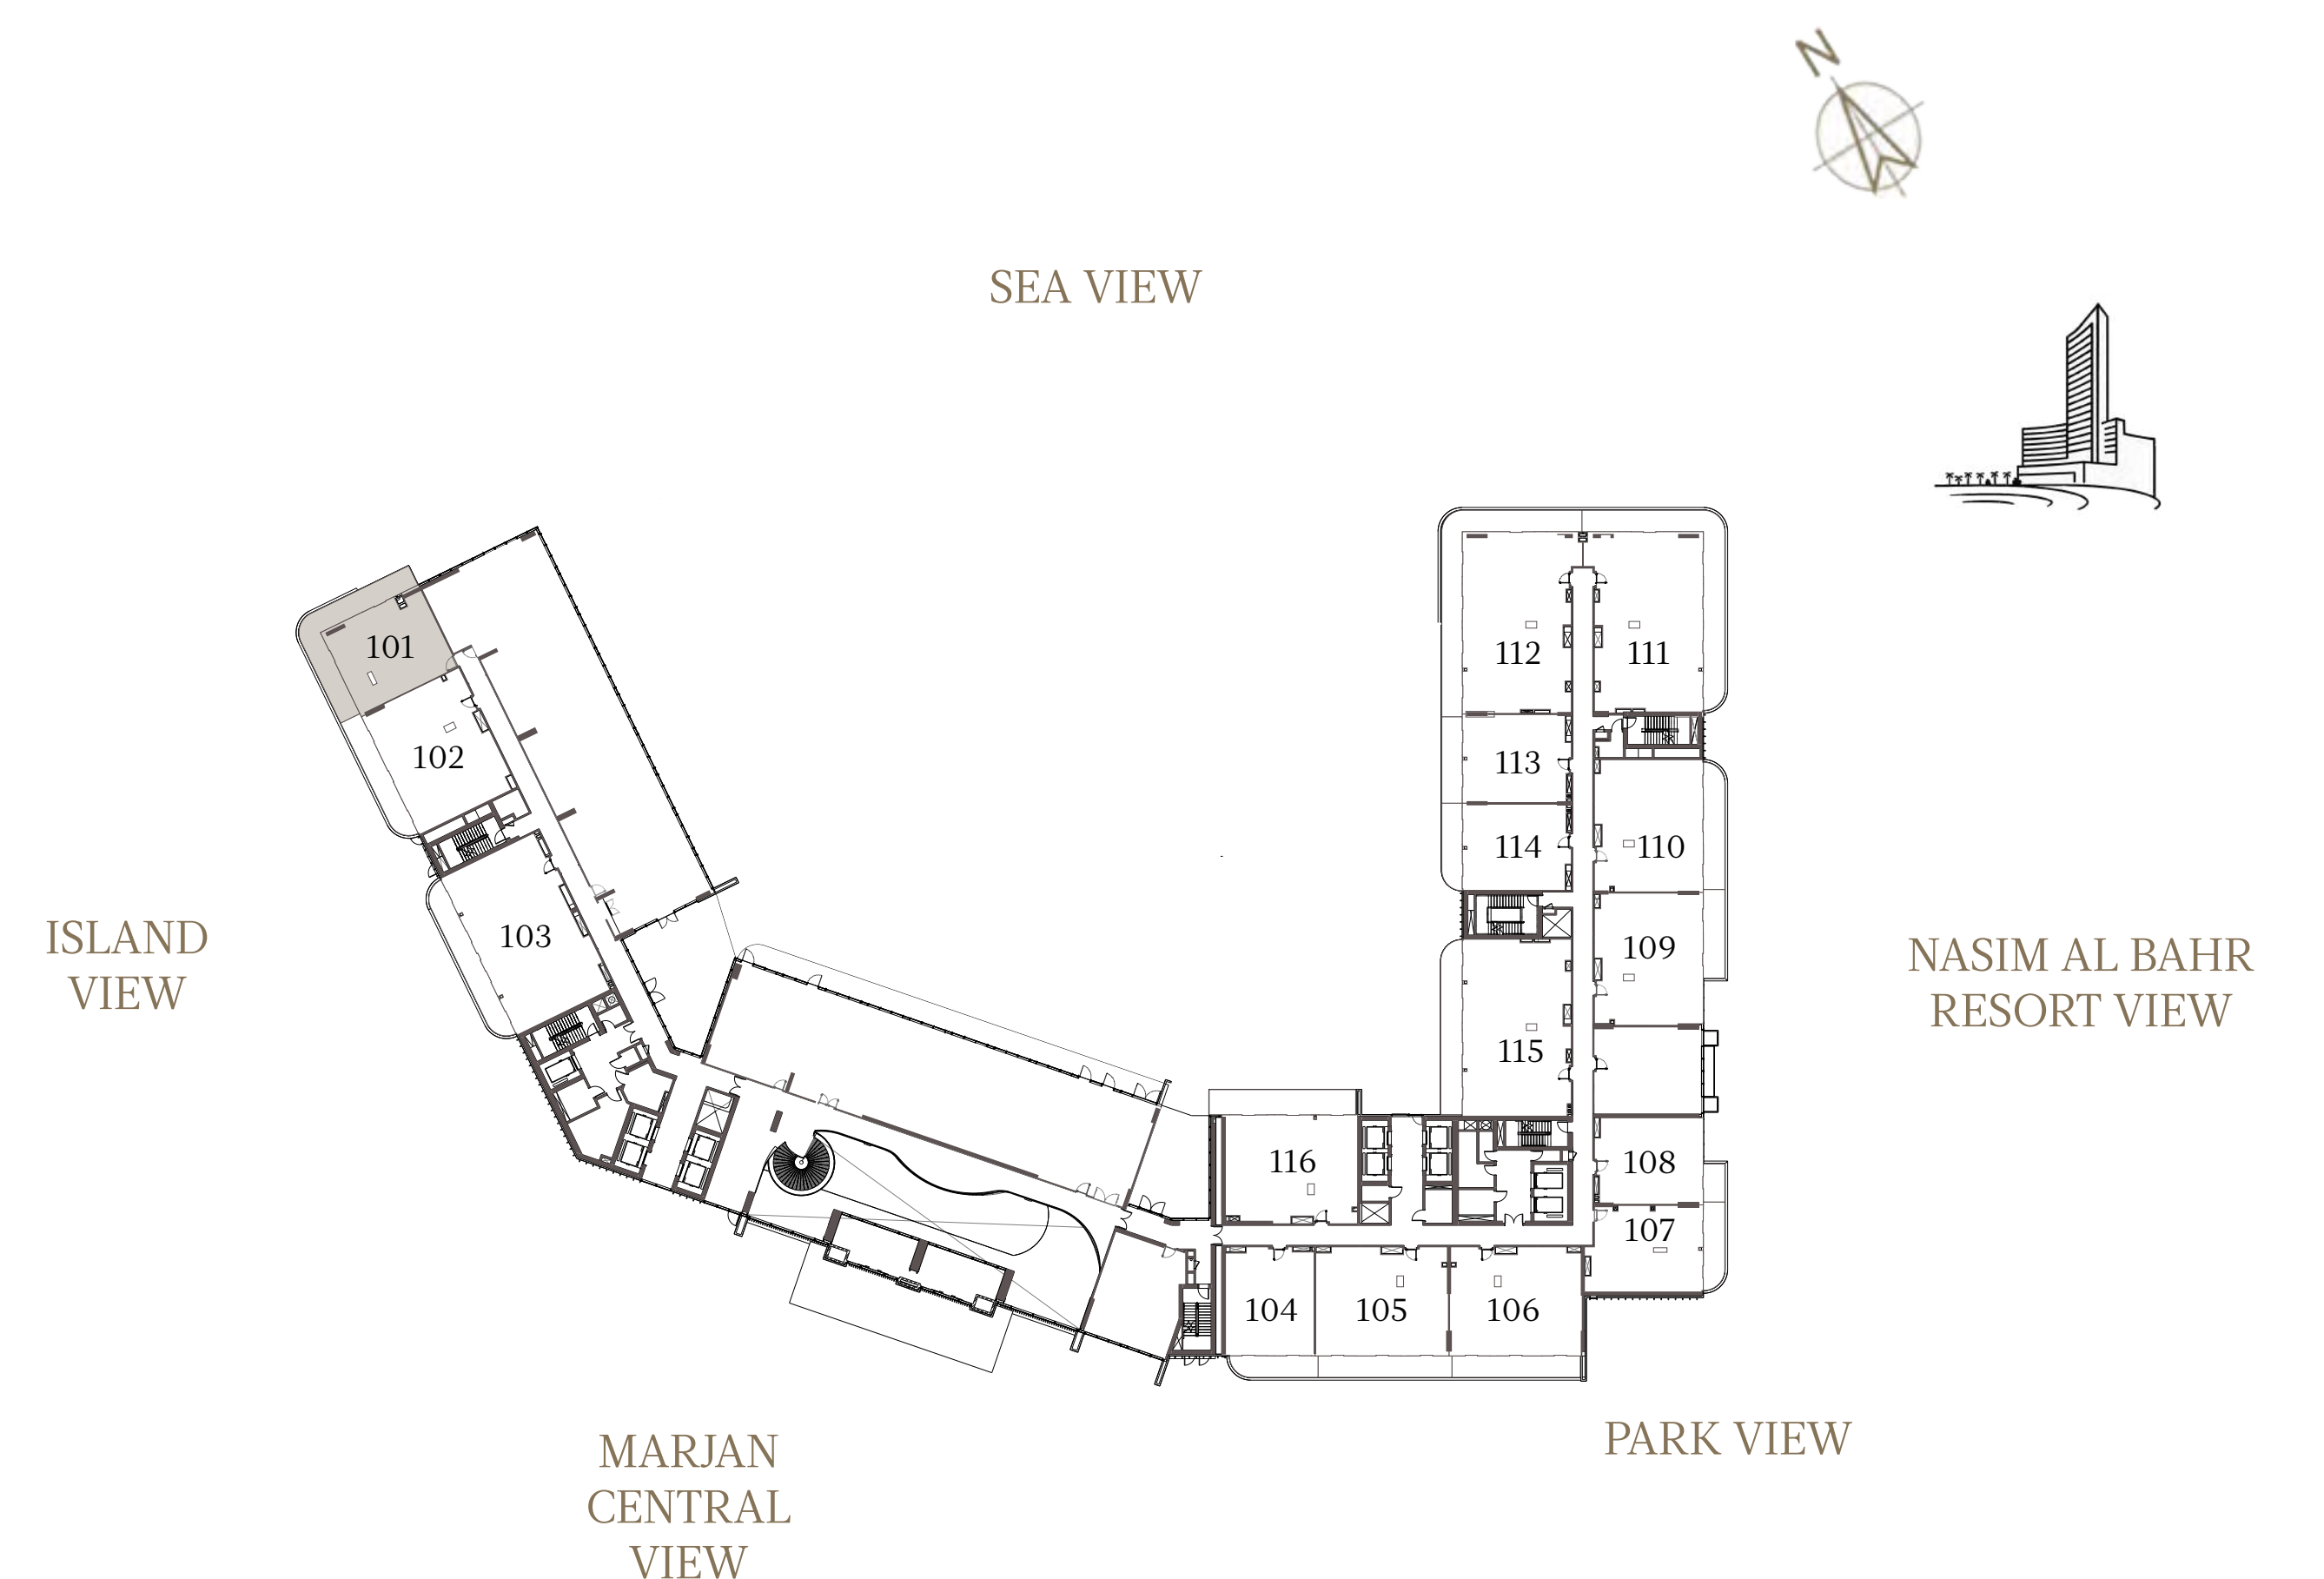 N
SEA VIEW
101
102
103
112
111
113
114
110
109
115
116
108
107
104
105
106
ISLAND
VIEW
NASIM AL BAHR
RESORT VIEW
MARJAN
CENTRAL
VIEW
PARK VIEW